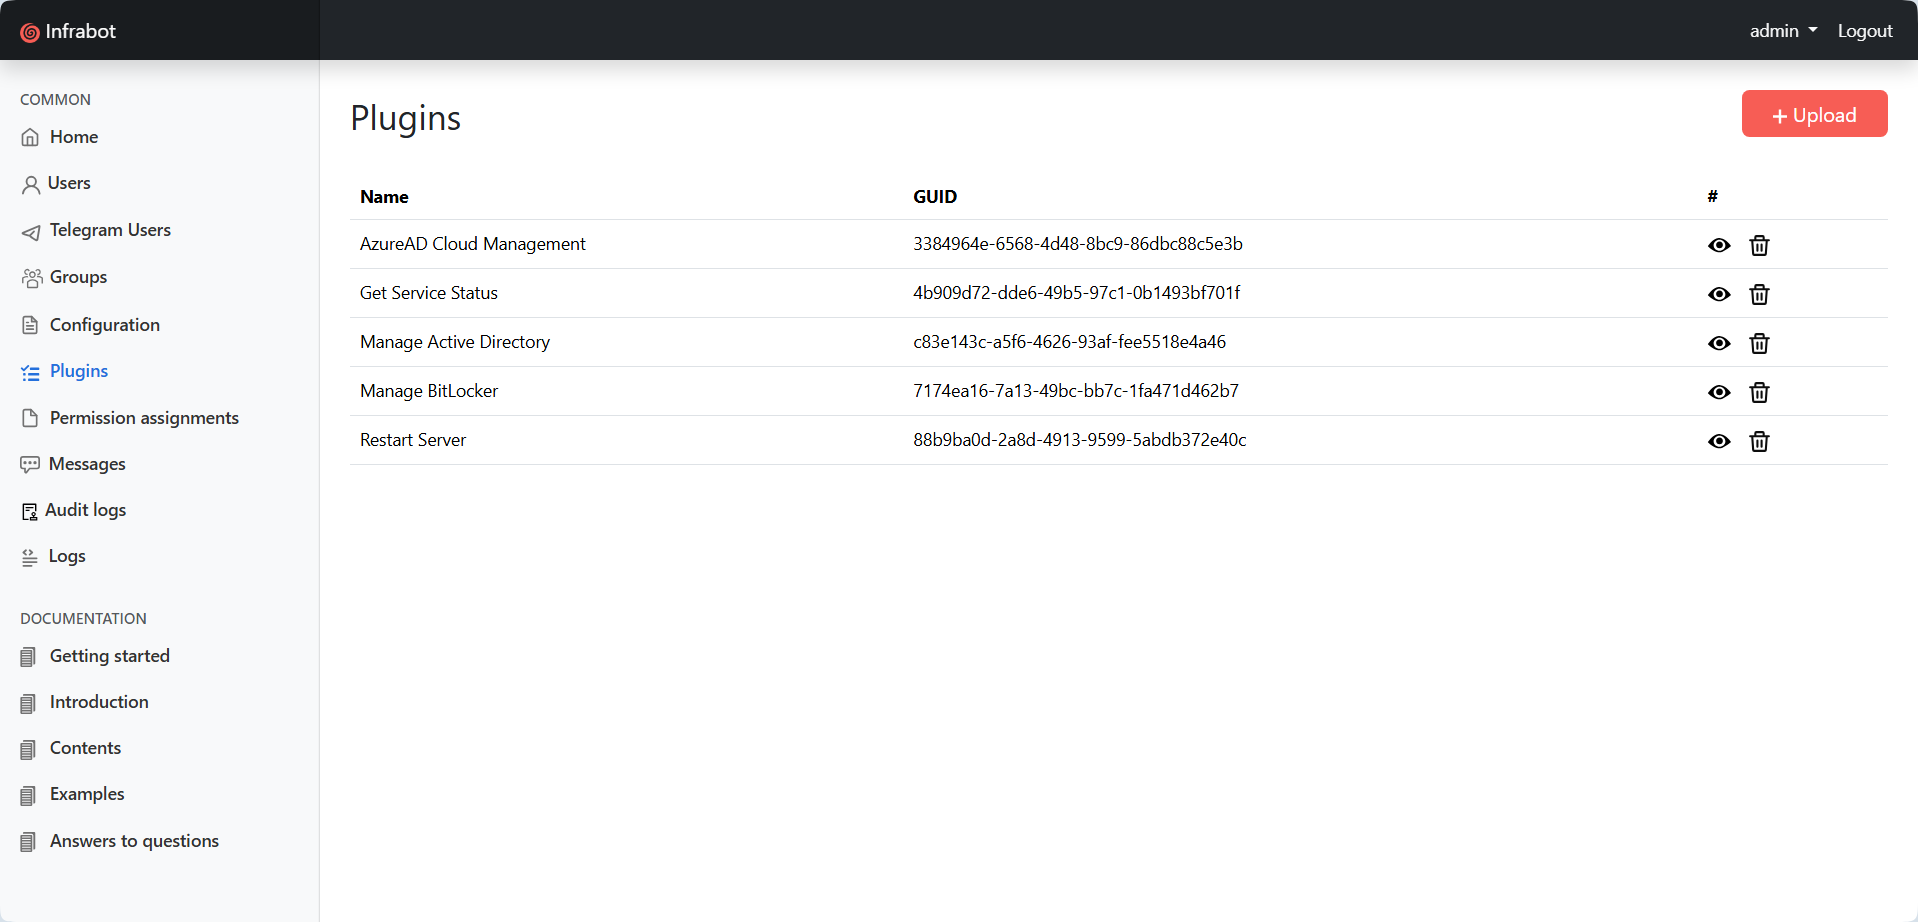 Infrabot
admin
Logout
COMMON
Home
Users
Telegram Users
Groups
Configuration
Plugins
Permission assignments
Messages
Audit logs
Logs
DOCUMENTATION
Getting started
Introduction
Contents
Examples
Answers to questions
Plugins
+ Upload
Name GUID #
AzureAD Cloud Management 3384964e-6568-4d48-8bc9-86dbc88c5e3b
Get Service Status 4b909d72-dde6-49b5-97c1-0b1493bf701f
Manage Active Directory c83e143c-a5f6-4626-93af-fee5518e4a46
Manage BitLocker 7174ea16-7a13-49bc-bb7c-1fa471d462b7
Restart Server 88b9ba0d-2a8d-4913-9599-5abdb372e40c